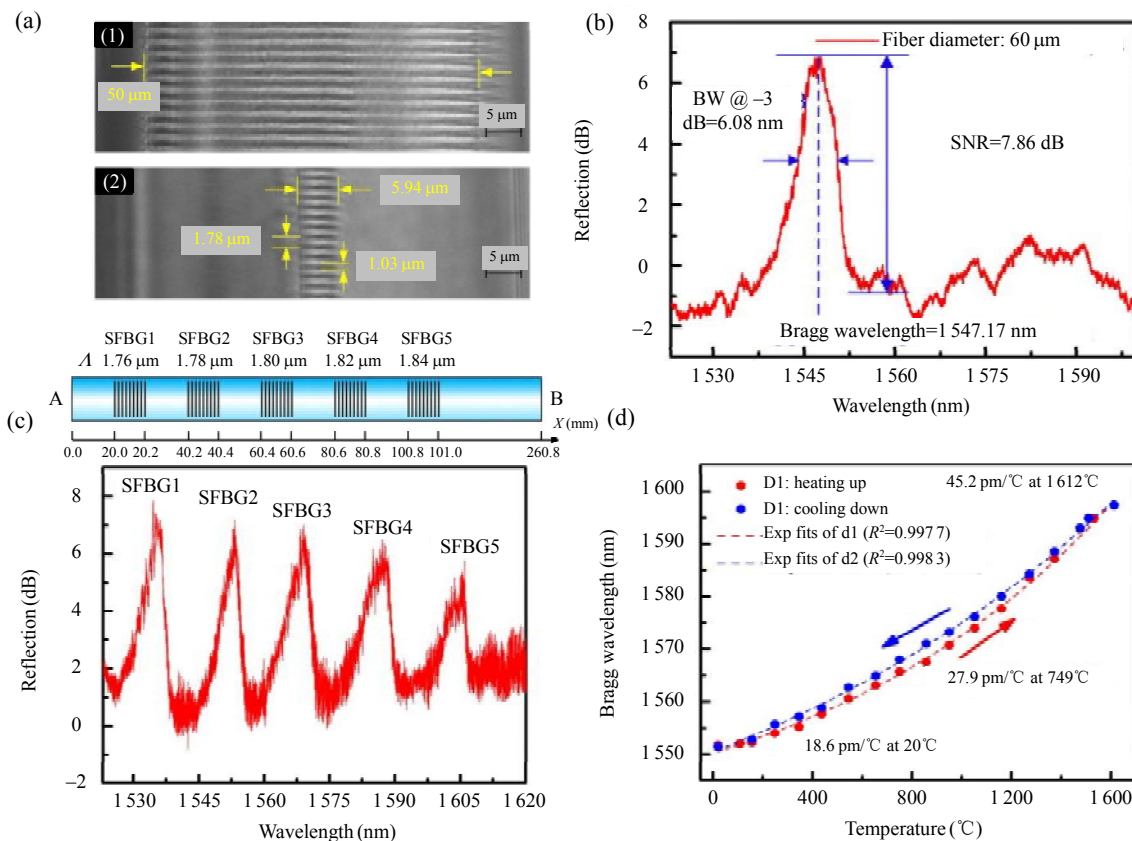 (a)
(1)
50 μm
5 μm
(2)
5.94 μm
1.78 μm
1.03 μm
5 μm
(b)
8
6
4
2
0
−2
Reflection (dB)
Fiber diameter: 60 μm
BW @ −3
dB=6.08 nm
SNR=7.86 dB
Bragg wavelength=1 547.17 nm
1 530
1 545
1 560
1 575
1 590
Wavelength (nm)
SFBG1 SFBG2 SFBG3 SFBG4 SFBG5
Λ 1.76 μm 1.78 μm 1.80 μm 1.82 μm 1.84 μm
A
B
X (mm)
0.0 20.0 20.2 40.2 40.4 60.4 60.6 80.6 80.8 100.8 101.0 260.8
(c)
8
6
4
2
0
−2
Reflection (dB)
SFBG1
SFBG2
SFBG3
SFBG4
SFBG5
1 530 1 545 1 560 1 575 1 590 1 605 1 620
Wavelength (nm)
(d)
1 600
1 590
1 580
1 570
1 560
1 550
Bragg wavelength (nm)
D1: heating up
D1: cooling down
Exp fits of d1 (R²=0.997 7)
Exp fits of d2 (R²=0.998 3)
45.2 pm/℃ at 1 612℃
27.9 pm/℃ at 749℃
18.6 pm/℃ at 20℃
0 400 800 1 200 1 600
Temperature (℃)